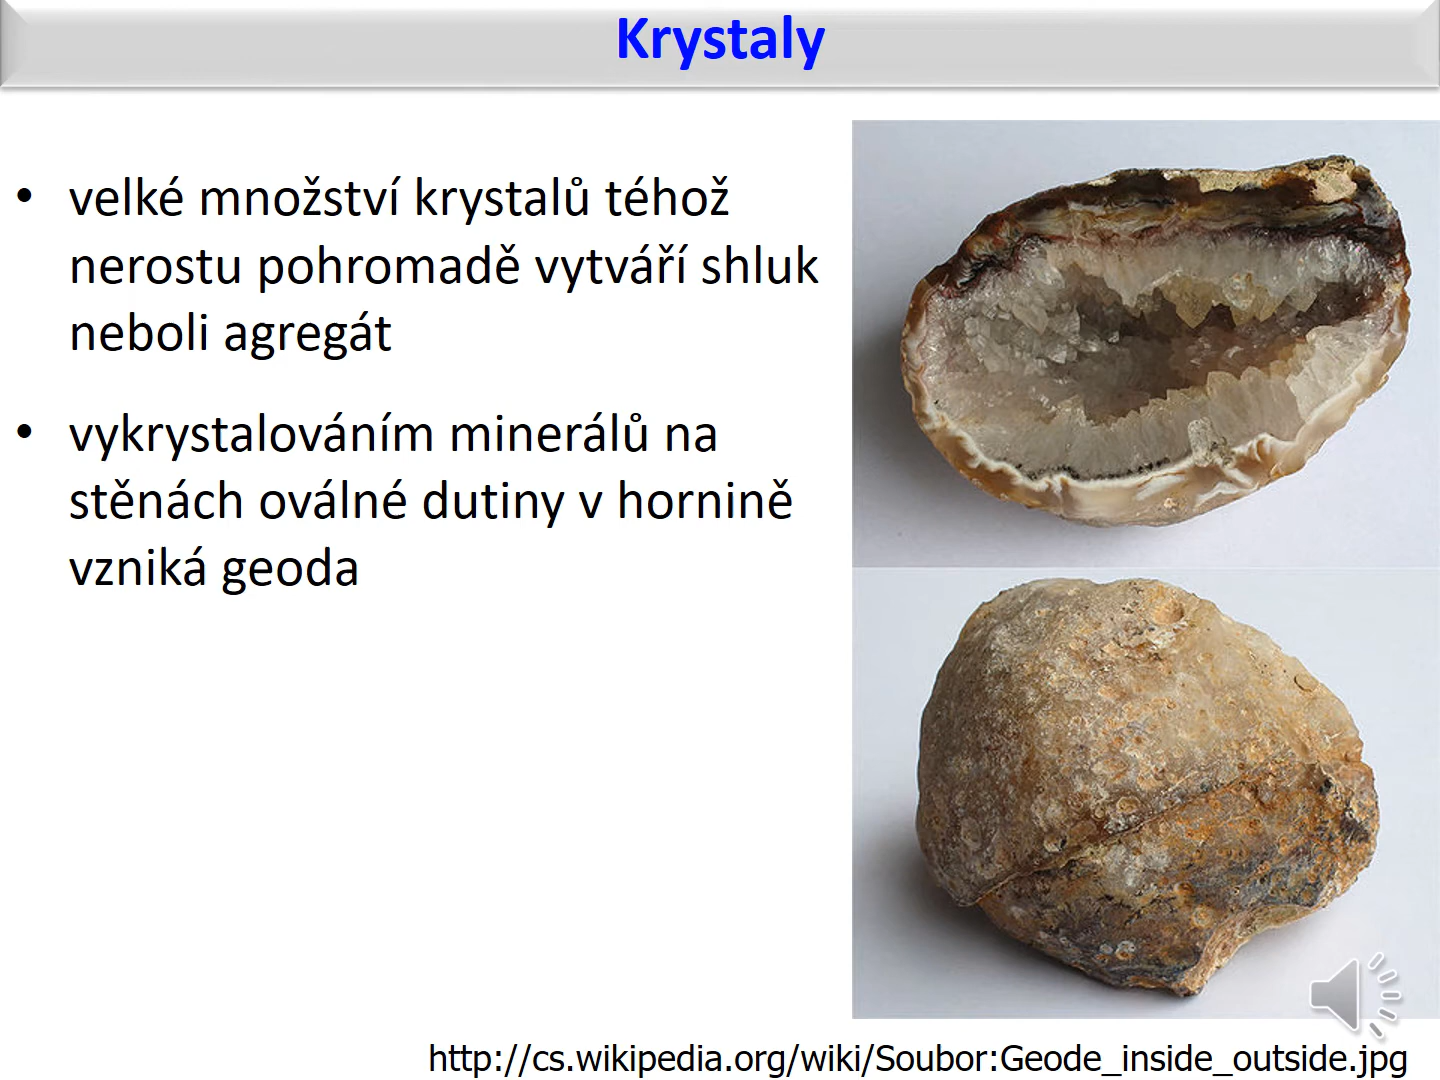 Krystaly
• velké množství krystalů téhož
nerostu pohromadě vytváří shluk
neboli agregát
• vykrystalováním minerálů na
stěnách oválné dutiny v hornině
vzniká geoda
http://cs.wikipedia.org/wiki/Soubor:Geode_inside_outside.jpg